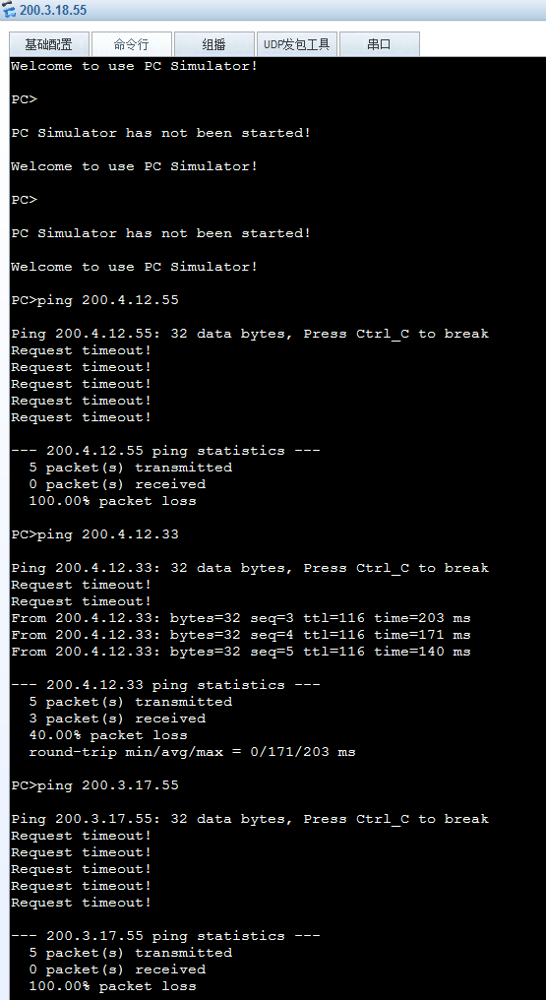 200.3.18.55
基础配置 命令行 组播 UDP发包工具 串口
Welcome to use PC Simulator!
PC>
PC Simulator has not been started!
Welcome to use PC Simulator!
PC>
PC Simulator has not been started!
Welcome to use PC Simulator!
PC>ping 200.4.12.55
Ping 200.4.12.55: 32 data bytes, Press Ctrl_C to break
Request timeout!
Request timeout!
Request timeout!
Request timeout!
Request timeout!
--- 200.4.12.55 ping statistics ---
5 packet(s) transmitted
0 packet(s) received
100.00% packet loss
PC>ping 200.4.12.33
Ping 200.4.12.33: 32 data bytes, Press Ctrl_C to break
Request timeout!
Request timeout!
From 200.4.12.33: bytes=32 seq=3 ttl=116 time=203 ms
From 200.4.12.33: bytes=32 seq=4 ttl=116 time=171 ms
From 200.4.12.33: bytes=32 seq=5 ttl=116 time=140 ms
--- 200.4.12.33 ping statistics ---
5 packet(s) transmitted
3 packet(s) received
40.00% packet loss
round-trip min/avg/max = 0/171/203 ms
PC>ping 200.3.17.55
Ping 200.3.17.55: 32 data bytes, Press Ctrl_C to break
Request timeout!
Request timeout!
Request timeout!
Request timeout!
Request timeout!
--- 200.3.17.55 ping statistics ---
5 packet(s) transmitted
0 packet(s) received
100.00% packet loss